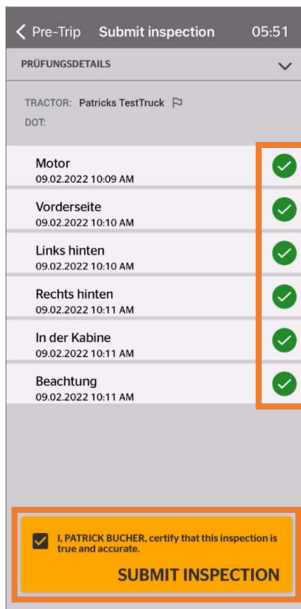 Pre-Trip Submit inspection 05:51
PRÜFUNGSDETAILS
TRACTOR: Patricks TestTruck
DOT:
Motor
09.02.2022 10:09 AM
Vorderseite
09.02.2022 10:10 AM
Links hinten
09.02.2022 10:10 AM
Rechts hinten
09.02.2022 10:11 AM
In der Kabine
09.02.2022 10:11 AM
Beachtung
09.02.2022 10:11 AM
I, PATRICK BUCHER, certify that this inspection is
true and accurate.
SUBMIT INSPECTION